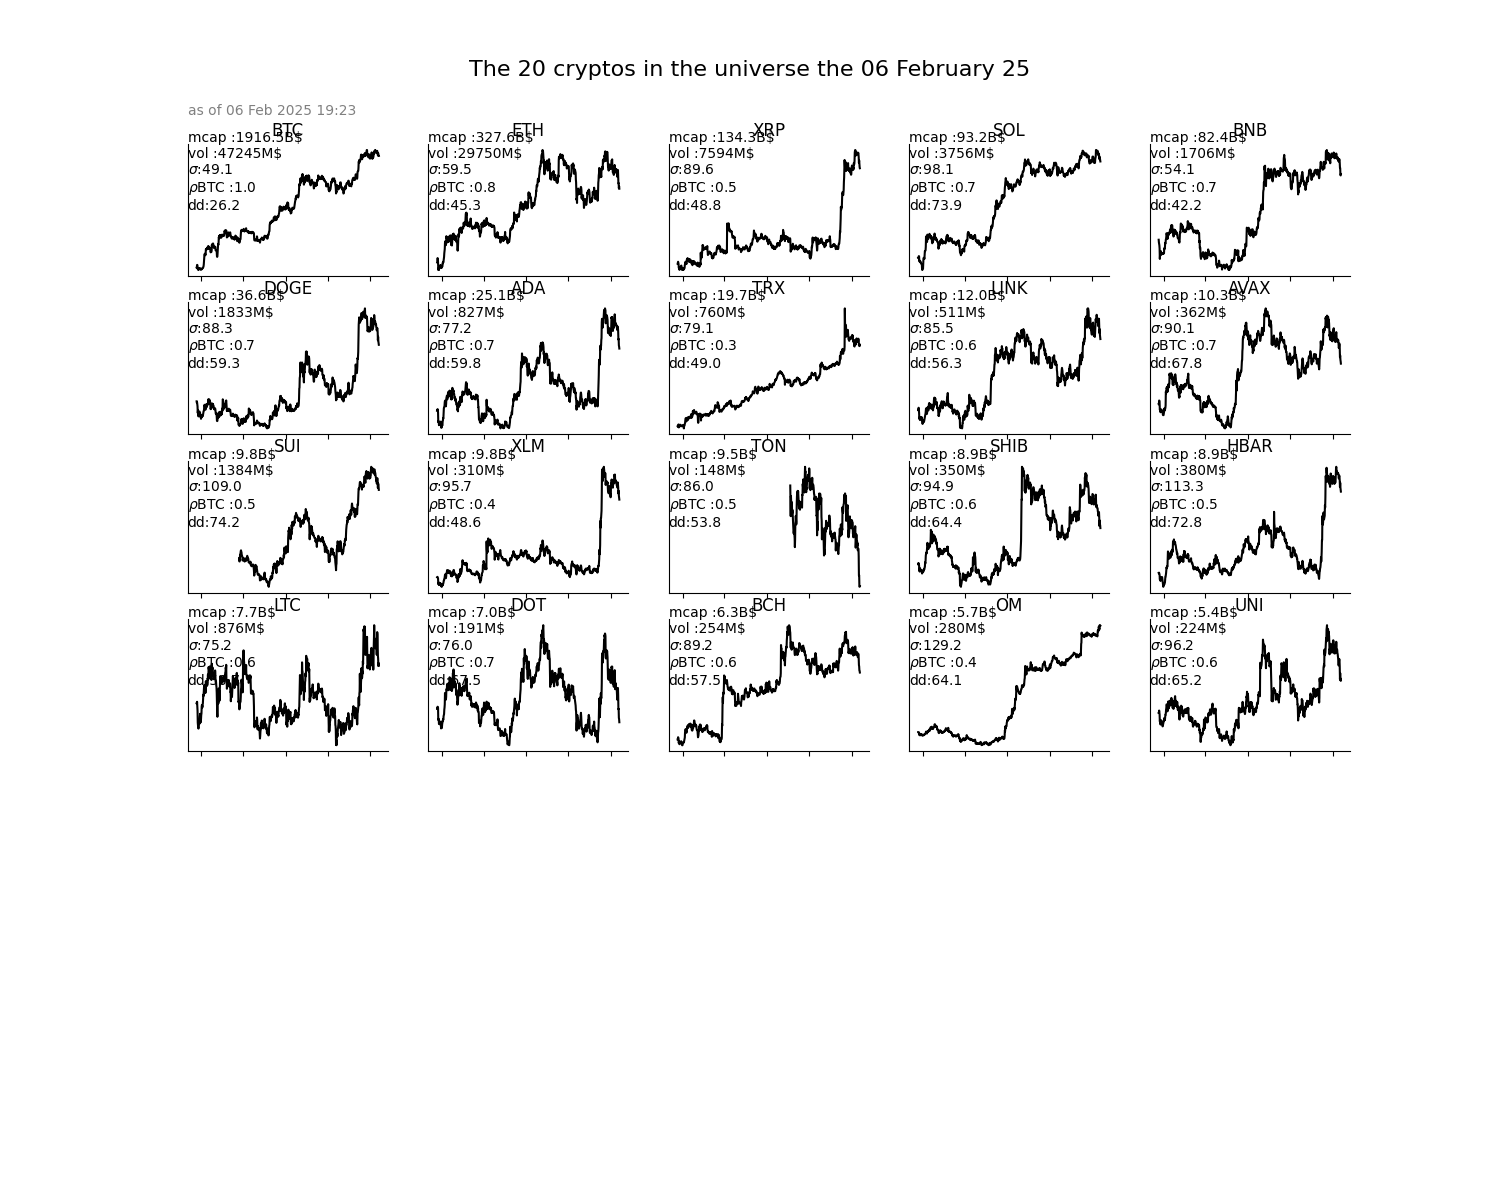 The 20 cryptos in the universe the 06 February 25
as of 06 Feb 2025 19:23
BTC
mcap :1916.5B$
vol :47245M$
σ:49.1
ρBTC :1.0
dd:26.2
ETH
mcap :327.6B$
vol :29750M$
σ:59.5
ρBTC :0.8
dd:45.3
XRP
mcap :134.3B$
vol :7594M$
σ:89.6
ρBTC :0.5
dd:48.8
SOL
mcap :93.2B$
vol :3756M$
σ:98.1
ρBTC :0.7
dd:73.9
BNB
mcap :82.4B$
vol :1706M$
σ:54.1
ρBTC :0.7
dd:42.2
DOGE
mcap :36.6B$
vol :1833M$
σ:88.3
ρBTC :0.7
dd:59.3
ADA
mcap :25.1B$
vol :827M$
σ:77.2
ρBTC :0.7
dd:59.8
TRX
mcap :19.7B$
vol :760M$
σ:79.1
ρBTC :0.3
dd:49.0
LINK
mcap :12.0B$
vol :511M$
σ:85.5
ρBTC :0.6
dd:56.3
AVAX
mcap :10.3B$
vol :362M$
σ:90.1
ρBTC :0.7
dd:67.8
SUI
mcap :9.8B$
vol :1384M$
σ:109.0
ρBTC :0.5
dd:74.2
XLM
mcap :9.8B$
vol :310M$
σ:95.7
ρBTC :0.4
dd:48.6
TON
mcap :9.5B$
vol :148M$
σ:86.0
ρBTC :0.5
dd:53.8
SHIB
mcap :8.9B$
vol :350M$
σ:94.9
ρBTC :0.6
dd:64.4
HBAR
mcap :8.9B$
vol :380M$
σ:113.3
ρBTC :0.5
dd:72.8
LTC
mcap :7.7B$
vol :876M$
σ:75.2
ρBTC :0.6
DOT
mcap :7.0B$
vol :191M$
σ:76.0
ρBTC :0.7
dd:67.5
BCH
mcap :6.3B$
vol :254M$
σ:89.2
ρBTC :0.6
dd:57.5
OM
mcap :5.7B$
vol :280M$
σ:129.2
ρBTC :0.4
dd:64.1
UNI
mcap :5.4B$
vol :224M$
σ:96.2
ρBTC :0.6
dd:65.2